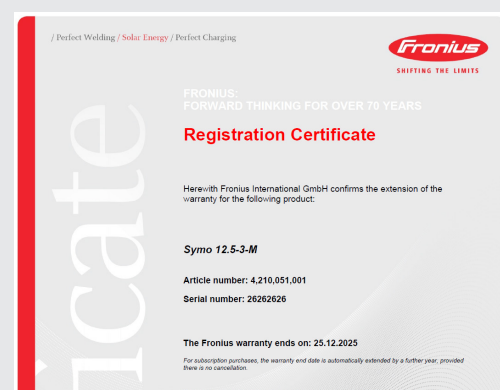 / Perfect Welding / Solar Energy / Perfect Charging
Fronius
SHIFTING THE LIMITS
FRONIUS:
FORWARD THINKING FOR OVER 70 YEARS
Registration Certificate
Herewith Fronius International GmbH confirms the extension of the
warranty for the following product:
Symo 12.5-3-M
Article number: 4,210,051,001
Serial number: 26262626
The Fronius warranty ends on: 25.12.2025
For subscription purchases, the warranty end date is automatically extended by a further year, provided
there is no cancellation.
icate